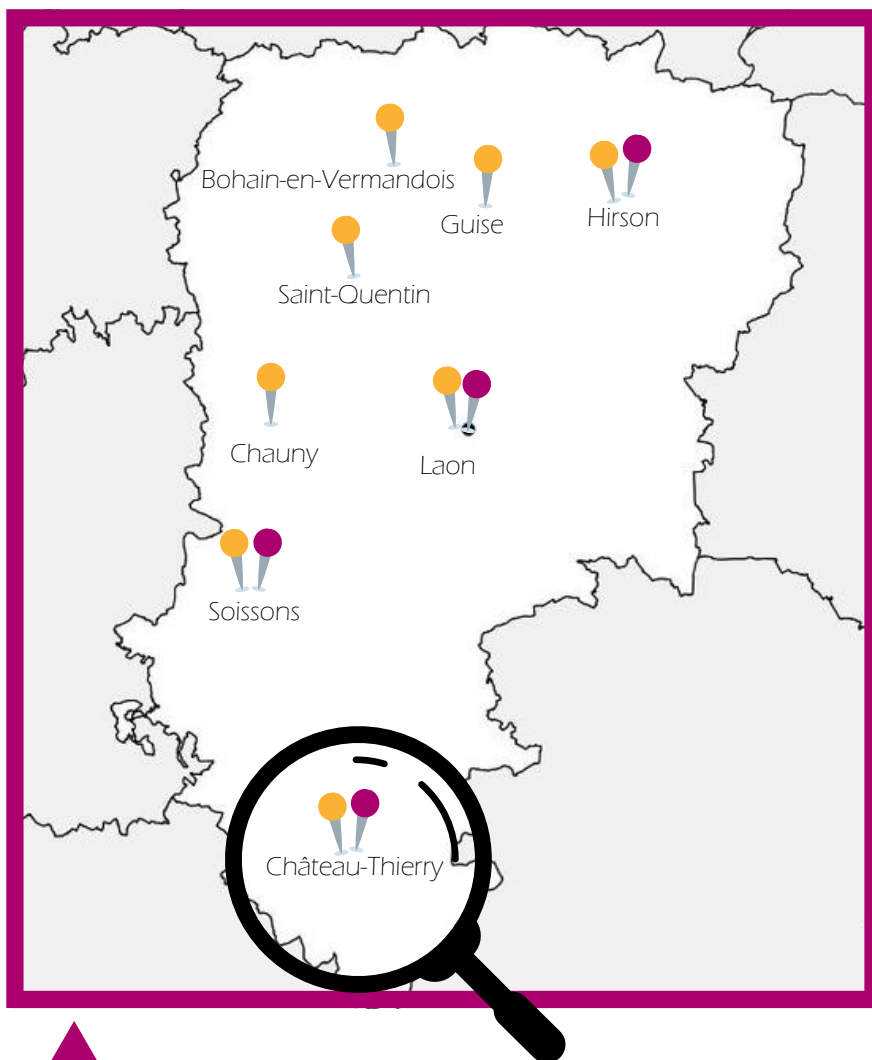 Bohain-en-Vermandois
Guise
Hirson
Saint-Quentin
Chauny
Laon
Soissons
Château-Thierry